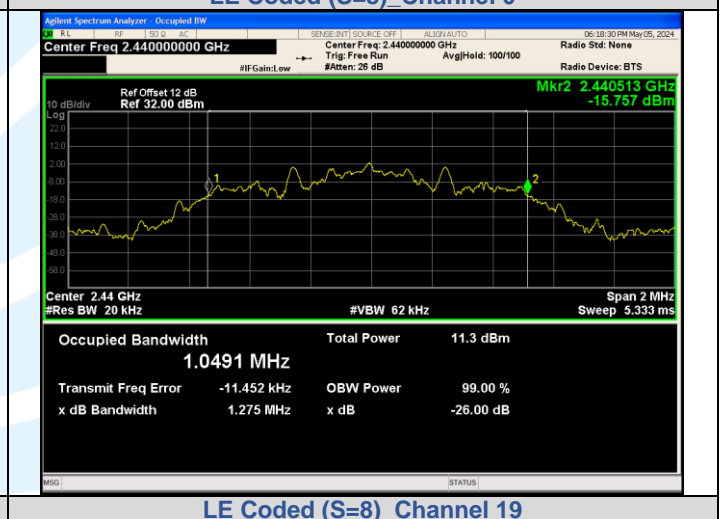 Agilent Spectrum Analyzer - Occupied BW
RL RF 50 Ω AC SENSE:INT SOURCE OFF ALIGNAUTO 06:18:30 PM May 05, 2024
Center Freq 2.440000000 GHz Center Freq: 2.440000000 GHz Radio Std: None
Trig: Free Run Avg|Hold: 100/100
#IFGain:Low #Atten: 26 dB Radio Device: BTS
Ref Offset 12 dB Mkr2 2.440513 GHz
10 dB/div Ref 32.00 dBm -15.757 dBm
Log
22.0
12.0
2.00
-8.00
-18.0
-28.0
-38.0
-48.0
-58.0
1
2
Center 2.44 GHz Span 2 MHz
#Res BW 20 kHz #VBW 62 kHz Sweep 5.333 ms
Occupied Bandwidth Total Power 11.3 dBm
1.0491 MHz
Transmit Freq Error -11.452 kHz OBW Power 99.00 %
x dB Bandwidth 1.275 MHz x dB -26.00 dB
MSG STATUS
LE Coded (S=8)_Channel 19